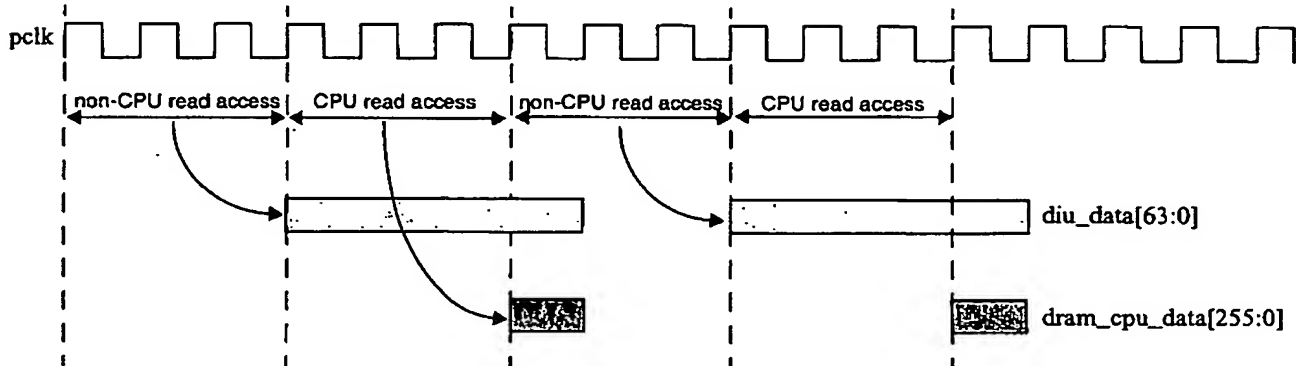 pclk
non-CPU read access CPU read access non-CPU read access CPU read access
diu_data[63:0]
dram_cpu_data[255:0]